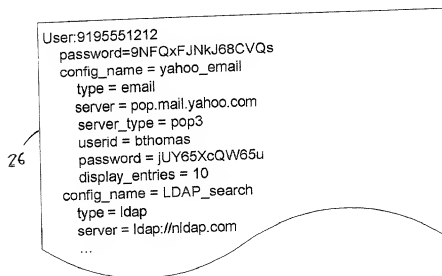 User:9195551212
password=9NFQxFJNkJ68CVQs
config_name = yahoo_email
type = email
server = pop.mail.yahoo.com
server_type = pop3
userid = bthomas
password = jUY65XcQW65u
display_entries = 10
config_name = LDAP_search
type = ldap
server = ldap://nldap.com
...
26